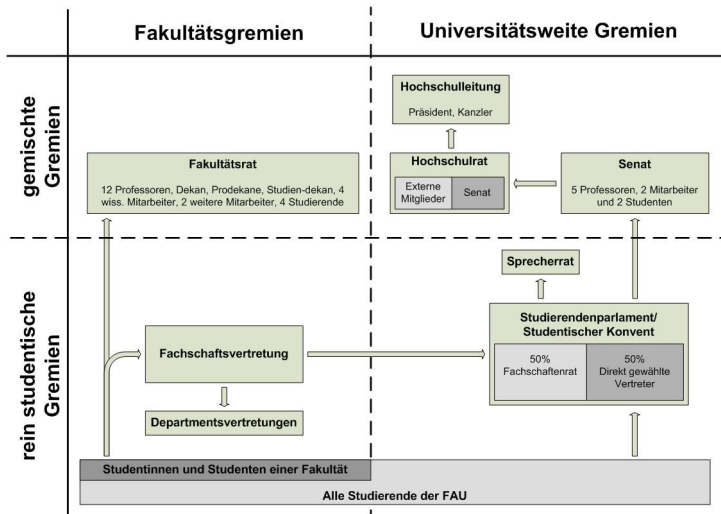 Fakultätsgremien
Universitätsweite Gremien
gemischte
Gremien
Hochschulleitung
Präsident, Kanzler
Fakultätsrat
12 Professoren, Dekan, Prodekane, Studien-dekan, 4
wiss. Mitarbeiter, 2 weitere Mitarbeiter, 4 Studierende
Hochschulrat
Externe
Mitglieder
Senat
Senat
5 Professoren, 2 Mitarbeiter
und 2 Studenten
rein studentische
Gremien
Sprecherrat
Fachschaftsvertretung
Studierendenparlament/
Studentischer Konvent
50%
Fachschaftenrat
50%
Direkt gewählte
Vertreter
Departmentsvertretungen
Studentinnen und Studenten einer Fakultät
Alle Studierende der FAU